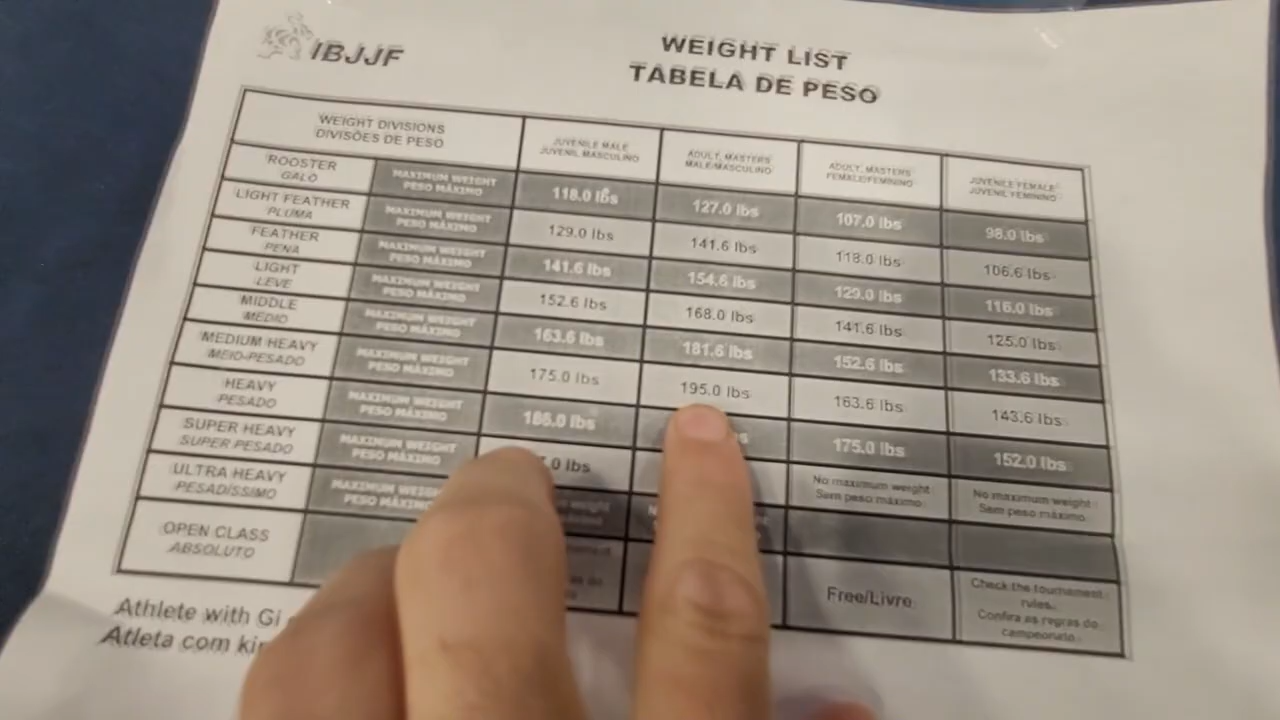 IBJJF
WEIGHT LIST
TABELA DE PESO
WEIGHT DIVISIONS
DIVISÕES DE PESO
JUVENILE MALE
JUVENIL MASCULINO
ADULT, MASTERS
MALE/MASCULINO
ADULT, MASTERS
FEMALE/FEMININO
JUVENILE FEMALE
JUVENIL FEMININO
ROOSTER
GALO
MAXIMUM WEIGHT
PESO MÁXIMO
118.0 lbs
127.0 lbs
107.0 lbs
98.0 lbs
LIGHT FEATHER
PLUMA
MAXIMUM WEIGHT
PESO MÁXIMO
129.0 lbs
141.6 lbs
118.0 lbs
106.6 lbs
FEATHER
PENA
MAXIMUM WEIGHT
PESO MÁXIMO
141.6 lbs
154.6 lbs
129.0 lbs
116.0 lbs
LIGHT
LEVE
MAXIMUM WEIGHT
PESO MÁXIMO
152.6 lbs
168.0 lbs
141.6 lbs
125.0 lbs
MIDDLE
MEDIO
MAXIMUM WEIGHT
PESO MÁXIMO
163.6 lbs
181.6 lbs
152.6 lbs
133.6 lbs
MEDIUM HEAVY
MEIO-PESADO
MAXIMUM WEIGHT
PESO MÁXIMO
175.0 lbs
195.0 lbs
163.6 lbs
143.6 lbs
HEAVY
PESADO
MAXIMUM WEIGHT
PESO MÁXIMO
186.0 lbs
175.0 lbs
152.0 lbs
SUPER HEAVY
SUPER PESADO
MAXIMUM WEIGHT
PESO MÁXIMO
lbs
No maximum weight
Sem peso máximo
No maximum weight
Sem peso máximo
ULTRA HEAVY
PESADÍSSIMO
MAXIMUM
PESO MÁXIMO
weight
OPEN CLASS
ABSOLUTO
Free/Livre
Check the tournament
rules.
Confira as regras do
campeonato.
Athlete with Gi
Atleta com